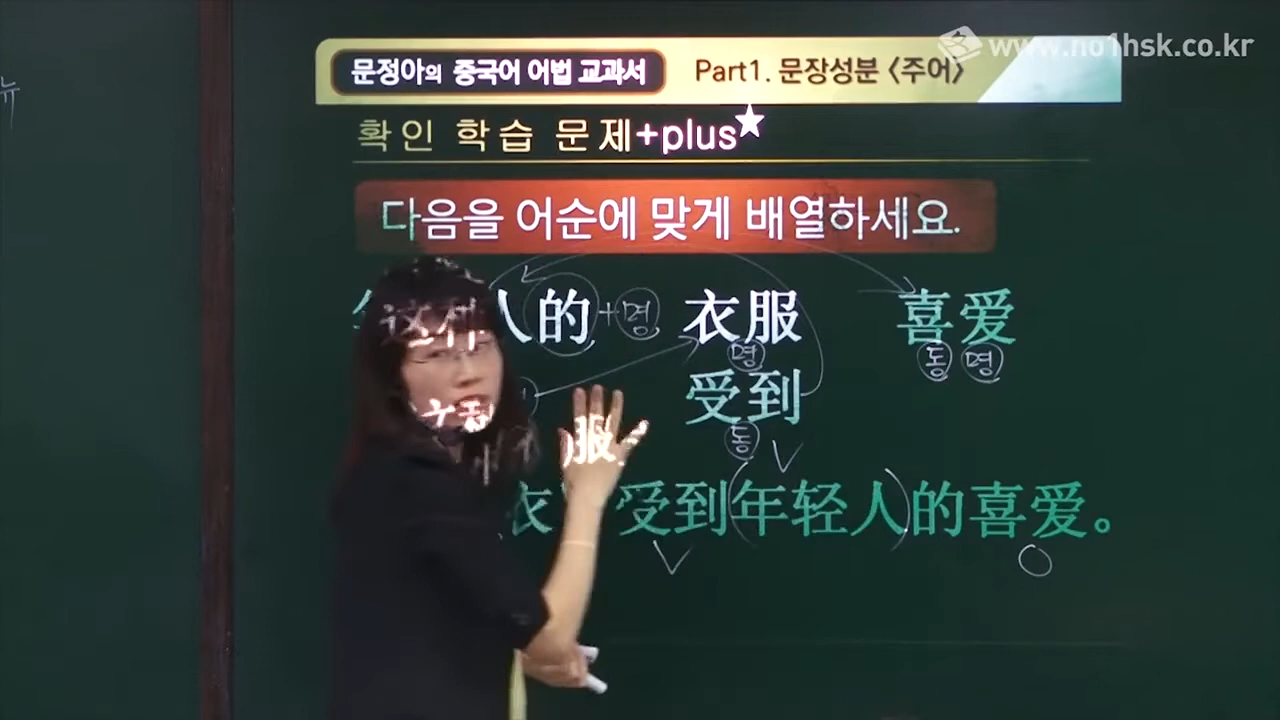 www.no1hsk.co.kr
문정아의 중국어 어법 교과서 Part1. 문장성분 <주어>
확인 학습 문제+plus
다음을 어순에 맞게 배열하세요.
人的 +명 衣服 喜爱
명 동 명
受到
동
衣 受到(年轻人)的喜爱。